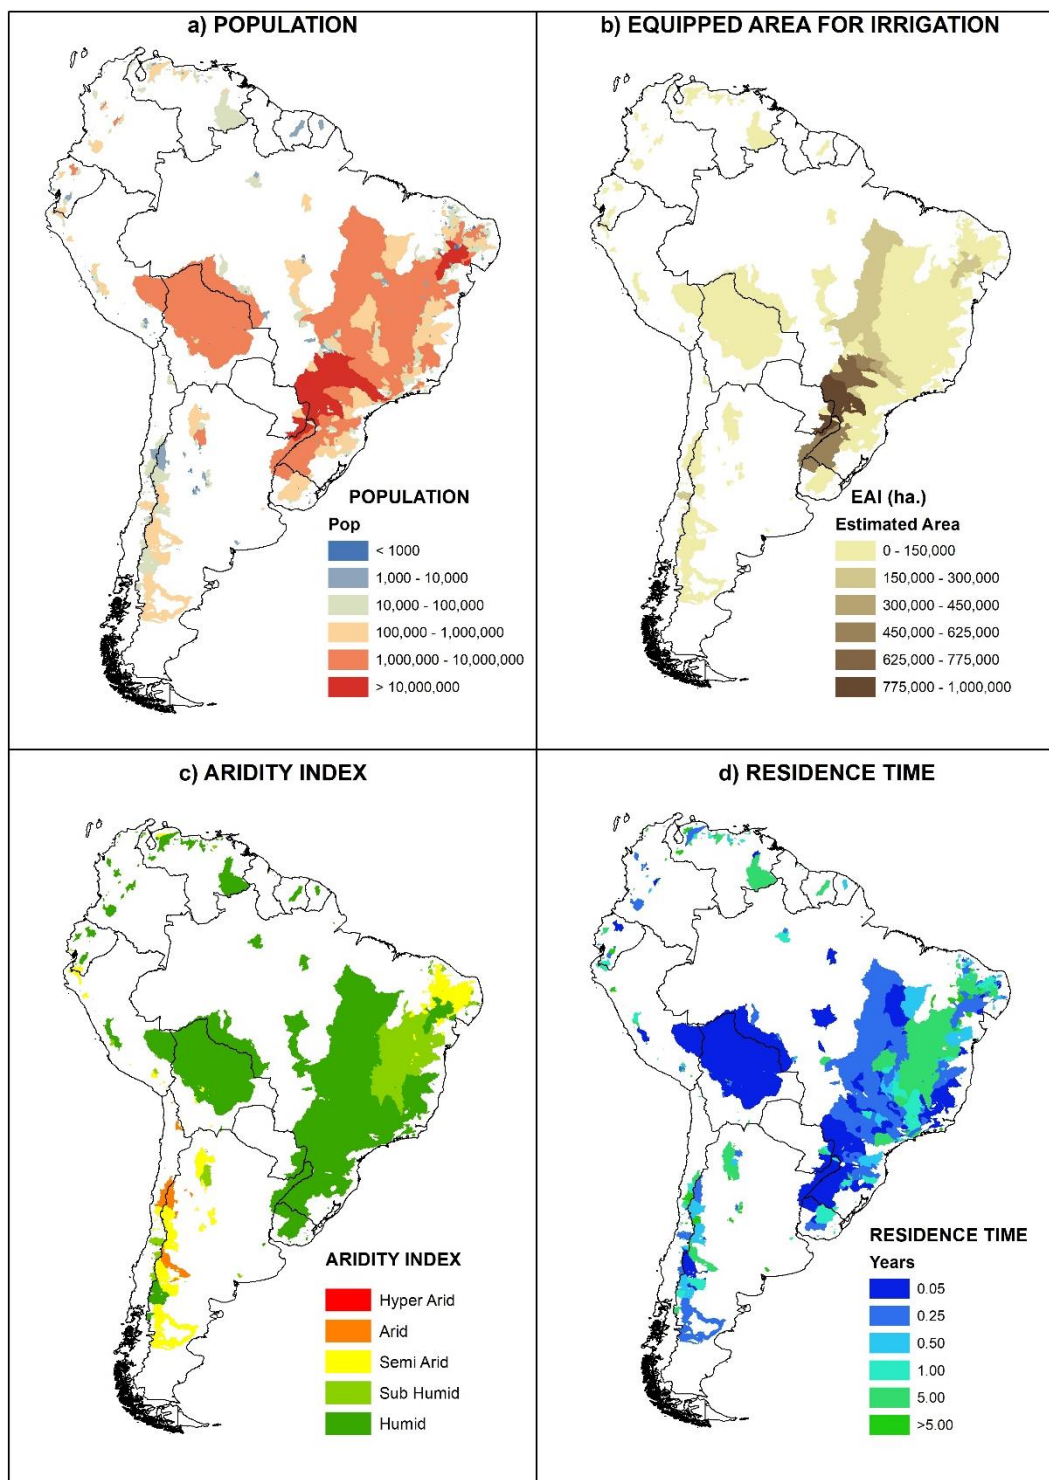 a) POPULATION
POPULATION
Pop
< 1000
1,000 - 10,000
10,000 - 100,000
100,000 - 1,000,000
1,000,000 - 10,000,000
> 10,000,000
b) EQUIPPED AREA FOR IRRIGATION
EAI (ha.)
Estimated Area
0 - 150,000
150,000 - 300,000
300,000 - 450,000
450,000 - 625,000
625,000 - 775,000
775,000 - 1,000,000
c) ARIDITY INDEX
ARIDITY INDEX
Hyper Arid
Arid
Semi Arid
Sub Humid
Humid
d) RESIDENCE TIME
RESIDENCE TIME
Years
0.05
0.25
0.50
1.00
5.00
>5.00